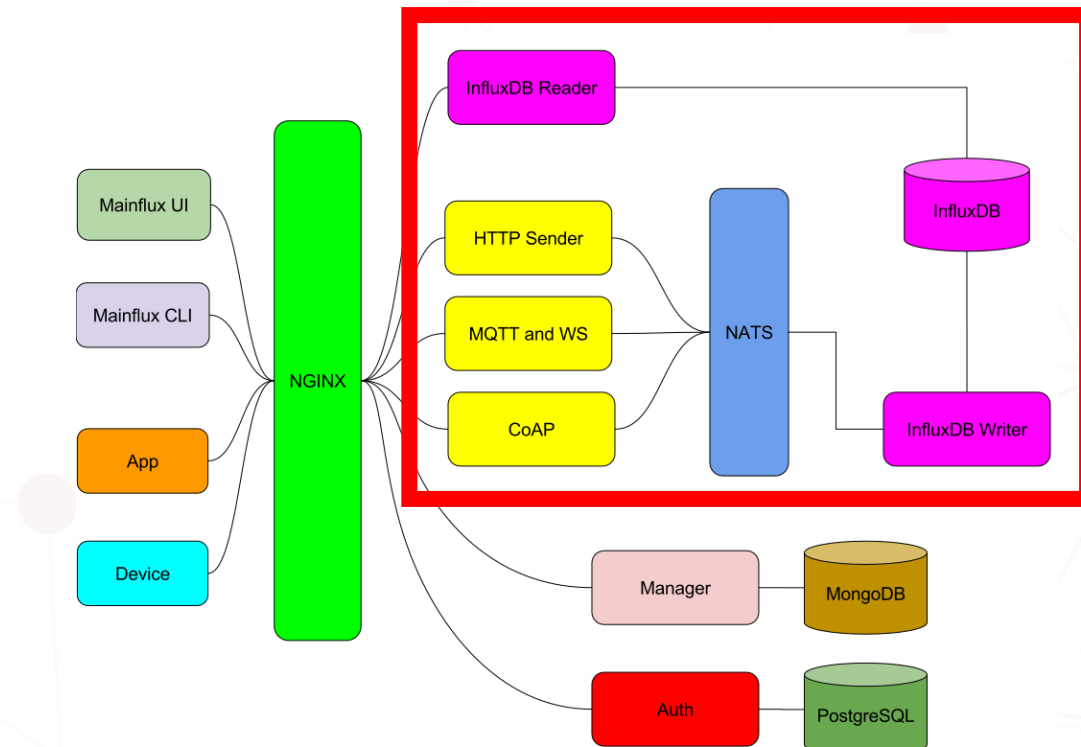 InfluxDB Reader
Mainflux UI
InfluxDB
HTTP Sender
Mainflux CLI
MQTT and WS
NATS
NGINX
CoAP
InfluxDB Writer
App
Device
Manager
MongoDB
Auth
PostgreSQL